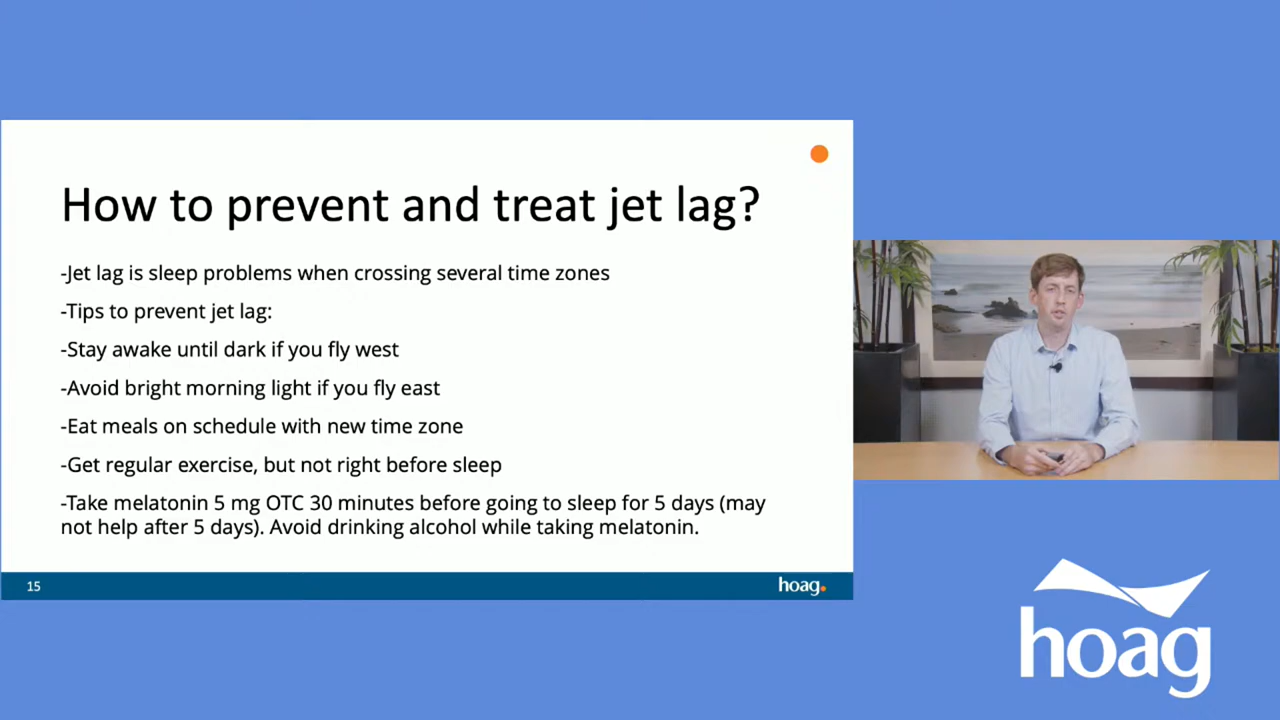 How to prevent and treat jet lag?
-Jet lag is sleep problems when crossing several time zones
-Tips to prevent jet lag:
-Stay awake until dark if you fly west
-Avoid bright morning light if you fly east
-Eat meals on schedule with new time zone
-Get regular exercise, but not right before sleep
-Take melatonin 5 mg OTC 30 minutes before going to sleep for 5 days (may
not help after 5 days). Avoid drinking alcohol while taking melatonin.
15
hoag.
hoag